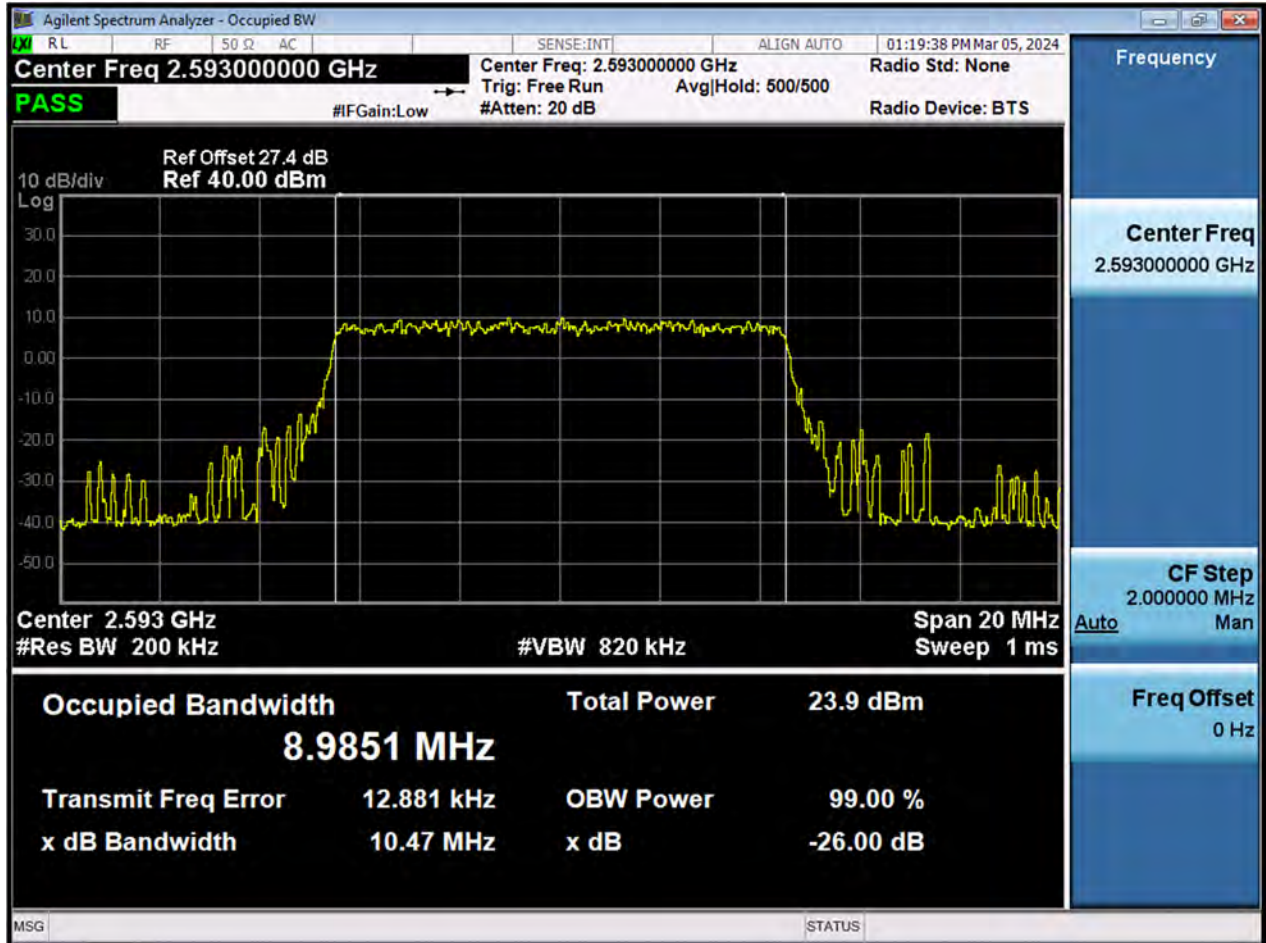 Agilent Spectrum Analyzer - Occupied BW
LXI RL RF 50 Ω AC SENSE:INT ALIGN AUTO 01:19:38 PM Mar 05, 2024
Center Freq 2.593000000 GHz
Center Freq: 2.593000000 GHz
Radio Std: None
Trig: Free Run Avg|Hold: 500/500
PASS
#IFGain:Low
#Atten: 20 dB
Radio Device: BTS
Ref Offset 27.4 dB
10 dB/div Ref 40.00 dBm
Log
30.0
20.0
10.0
0.00
-10.0
-20.0
-30.0
-40.0
-50.0
Center 2.593 GHz Span 20 MHz
#Res BW 200 kHz #VBW 820 kHz Sweep 1 ms
Occupied Bandwidth Total Power 23.9 dBm
8.9851 MHz
Transmit Freq Error 12.881 kHz OBW Power 99.00 %
x dB Bandwidth 10.47 MHz x dB -26.00 dB
MSG STATUS
Frequency
Center Freq
2.593000000 GHz
CF Step
2.000000 MHz
Auto Man
Freq Offset
0 Hz